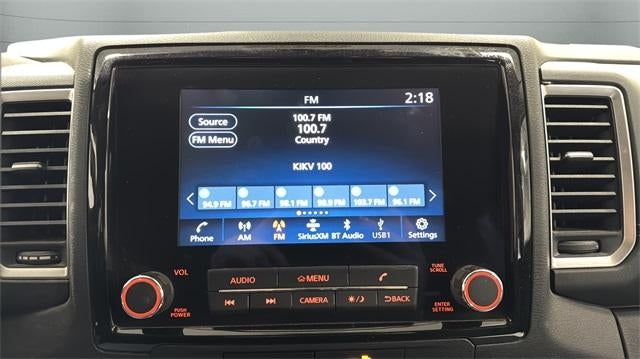 FM 2:18
Source 100.7 FM
100.7
FM Menu Country
KIKV 100
94.9 FM 96.7 FM 98.1 FM 98.9 FM 103.7 FM 96.1 FM
Phone AM FM SiriusXM BT Audio USB1 Settings
VOL AUDIO MENU TUNE SCROLL
CAMERA BACK
PUSH POWER ENTER SETTING